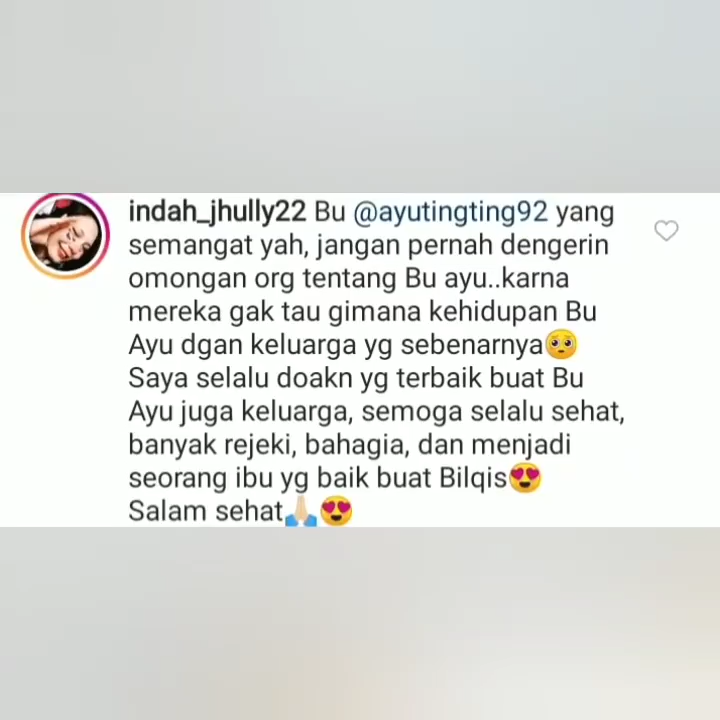 indah_jhully22 Bu @ayutingting92 yang
semangat yah, jangan pernah dengerin
omongan org tentang Bu ayu..karna
mereka gak tau gimana kehidupan Bu
Ayu dgan keluarga yg sebenarnya🥺
Saya selalu doakn yg terbaik buat Bu
Ayu juga keluarga, semoga selalu sehat,
banyak rejeki, bahagia, dan menjadi
seorang ibu yg baik buat Bilqis😍
Salam sehat🙏🏻😍